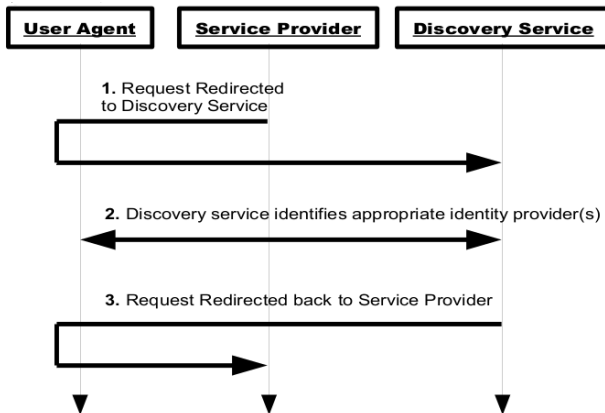 User Agent
Service Provider
Discovery Service
1. Request Redirected
to Discovery Service
2. Discovery service identifies appropriate identity provider(s)
3. Request Redirected back to Service Provider